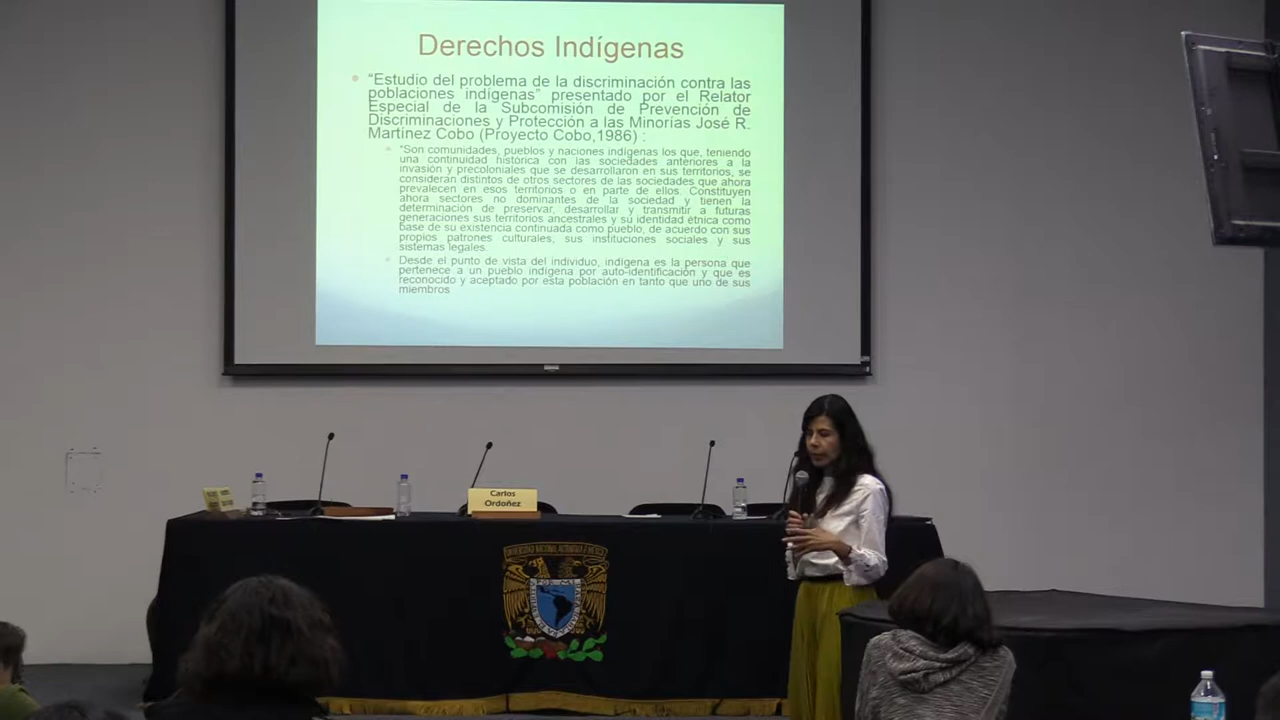 Derechos Indígenas
“Estudio del problema de la discriminación contra las
poblaciones indígenas” presentado por el Relator
Especial de la Subcomisión de Prevención de
Discriminaciones y Protección a las Minorías José R.
Martínez Cobo (Proyecto Cobo,1986) :
“Son comunidades, pueblos y naciones indígenas los que, teniendo
una continuidad histórica con las sociedades anteriores a la
invasión y precoloniales que se desarrollaron en sus territorios, se
consideran distintos de otros sectores de las sociedades que ahora
prevalecen en esos territorios o en parte de ellos. Constituyen
ahora sectores no dominantes de la sociedad y tienen la
determinación de preservar, desarrollar y transmitir a futuras
generaciones sus territorios ancestrales y su identidad étnica como
base de su existencia continuada como pueblo, de acuerdo con sus
propios patrones culturales, sus instituciones sociales y sus
sistemas legales.
Desde el punto de vista del individuo, indígena es la persona que
pertenece a un pueblo indígena por auto-identificación y que es
reconocido y aceptado por esta población en tanto que uno de sus
miembros
Carlos
Ordoñez
UNIVERSIDAD NACIONAL AUTONOMA